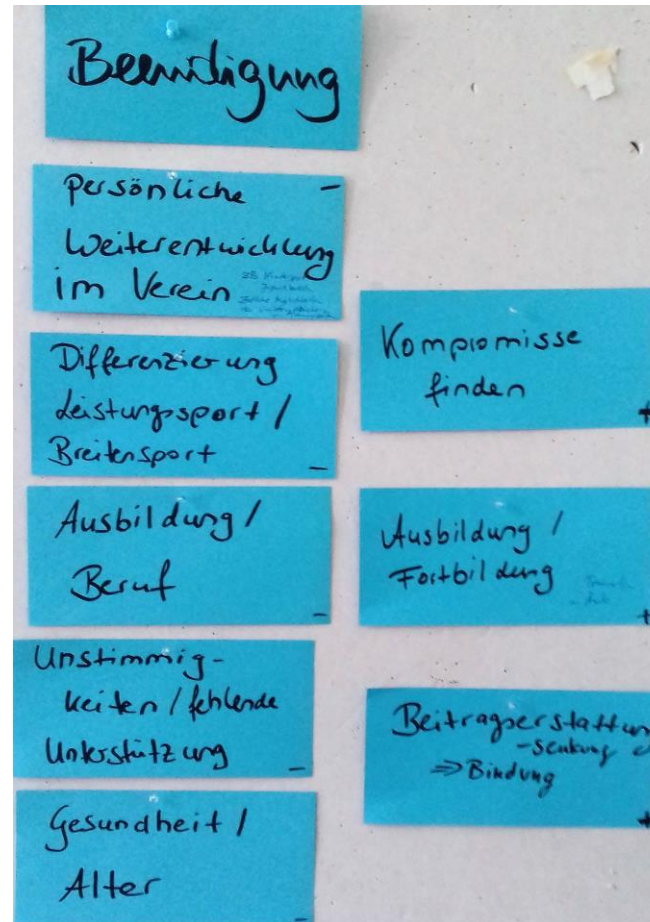 Beendigung
persönliche –
Weiterentwicklung
im Verein
Differenzierung
Leistungssport /
Breitensport –
Ausbildung /
Beruf –
Unstimmig-
keiten / fehlende
Unterstützung –
Gesundheit /
Alter –
Kompromisse
finden +
Ausbildung /
Fortbildung +
Beitragserstattun
-senkung
=> Bindung +